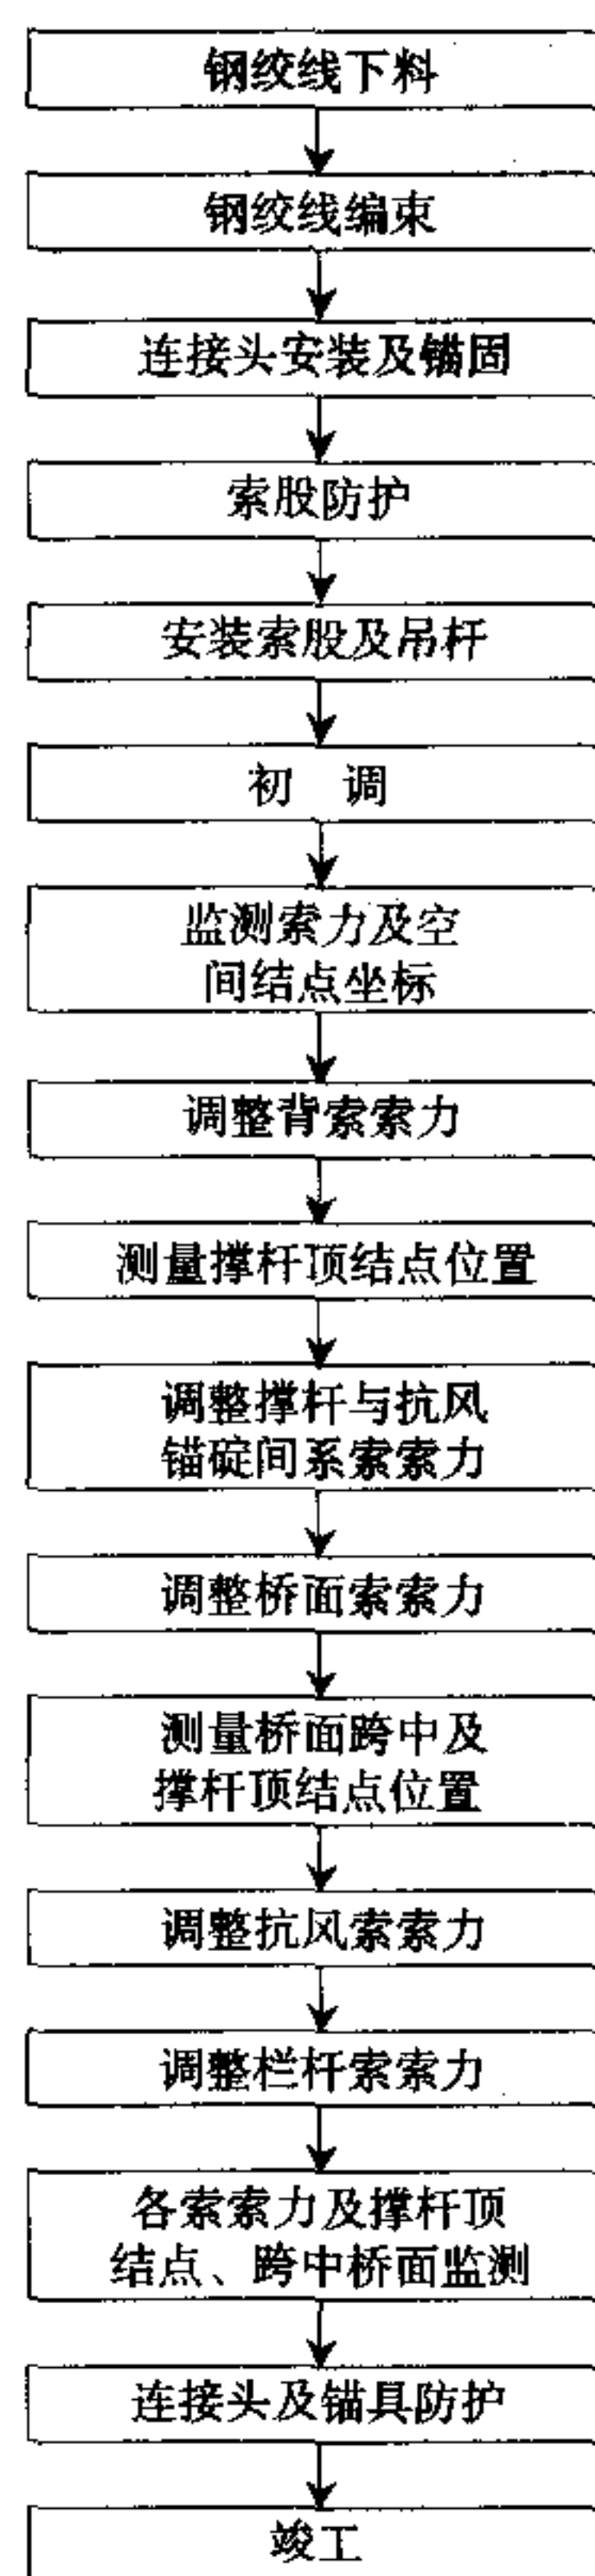 钢绞线下料
钢绞线编束
连接头安装及锚固
索股防护
安装索股及吊杆
初 调
监测索力及空
间结点坐标
调整背索索力
测量撑杆顶结点位置
调整撑杆与抗风
锚碇间系索索力
调整桥面索索力
测量桥面跨中及
撑杆顶结点位置
调整抗风索索力
调整栏杆索索力
各索索力及撑杆顶
结点、跨中桥面监测
连接头及锚具防护
竣工